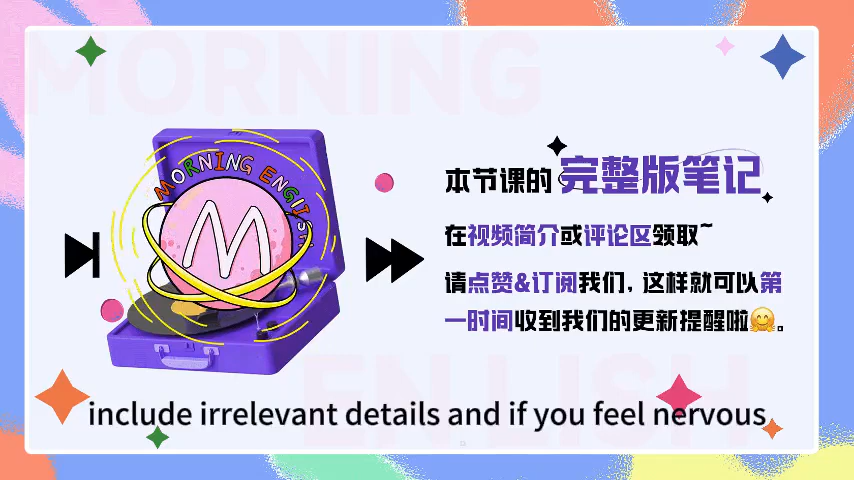 MORNING
MORNING ENGLISH
M
本节课的 完整版笔记
在视频简介或评论区领取~
请点赞&订阅我们,这样就可以第
一时间收到我们的更新提醒啦🤗。
ENGLISH
include irrelevant details and if you feel nervous